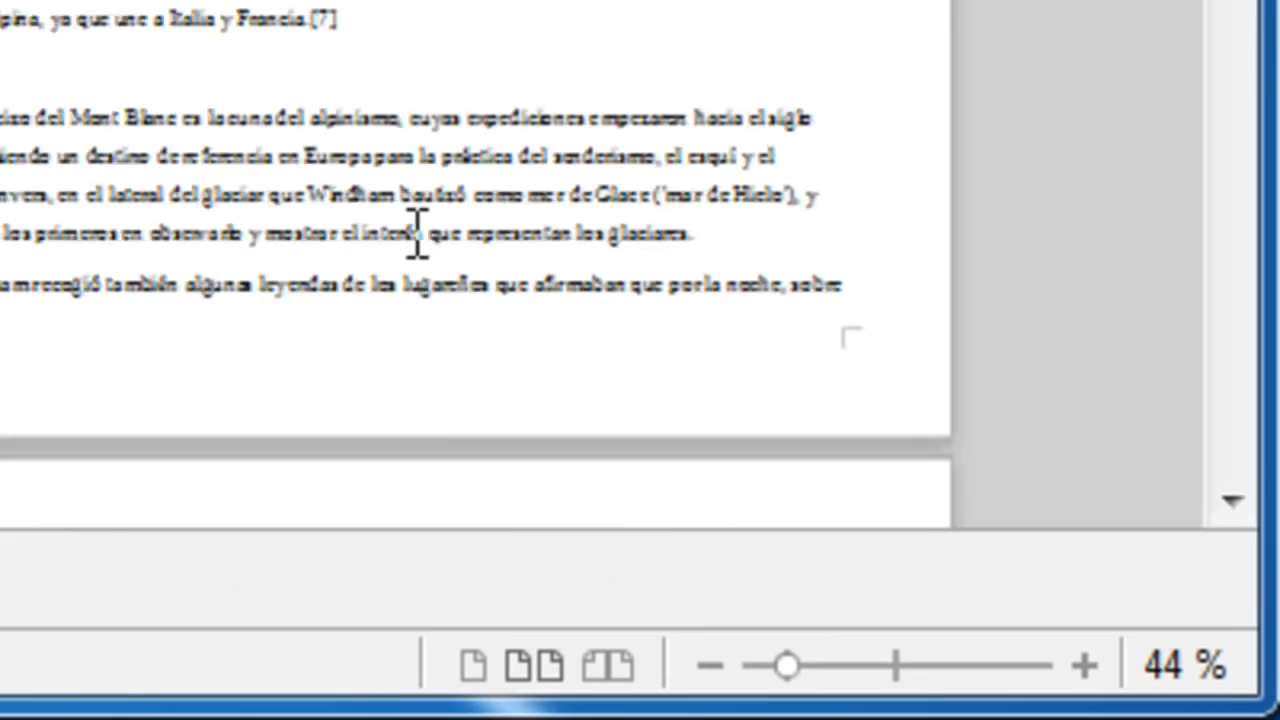 pina, ya que une a Italia y Francia.[7]
cizo del Mont Blanc es la cuna del alpinismo, cuyas expediciones empezaron hacia el siglo
iendo un destino de referencia en Europa para la práctica del senderismo, el esquí y el
nvers, en el lateral del glaciar que Windham bautizó como mer de Glace ('mar de Hielo'), y
los primeros en observarlo y mostrar el interés que representan los glaciares.
am recogió también algunas leyendas de los lugareños que afirmaban que por la noche, sobre
44 %